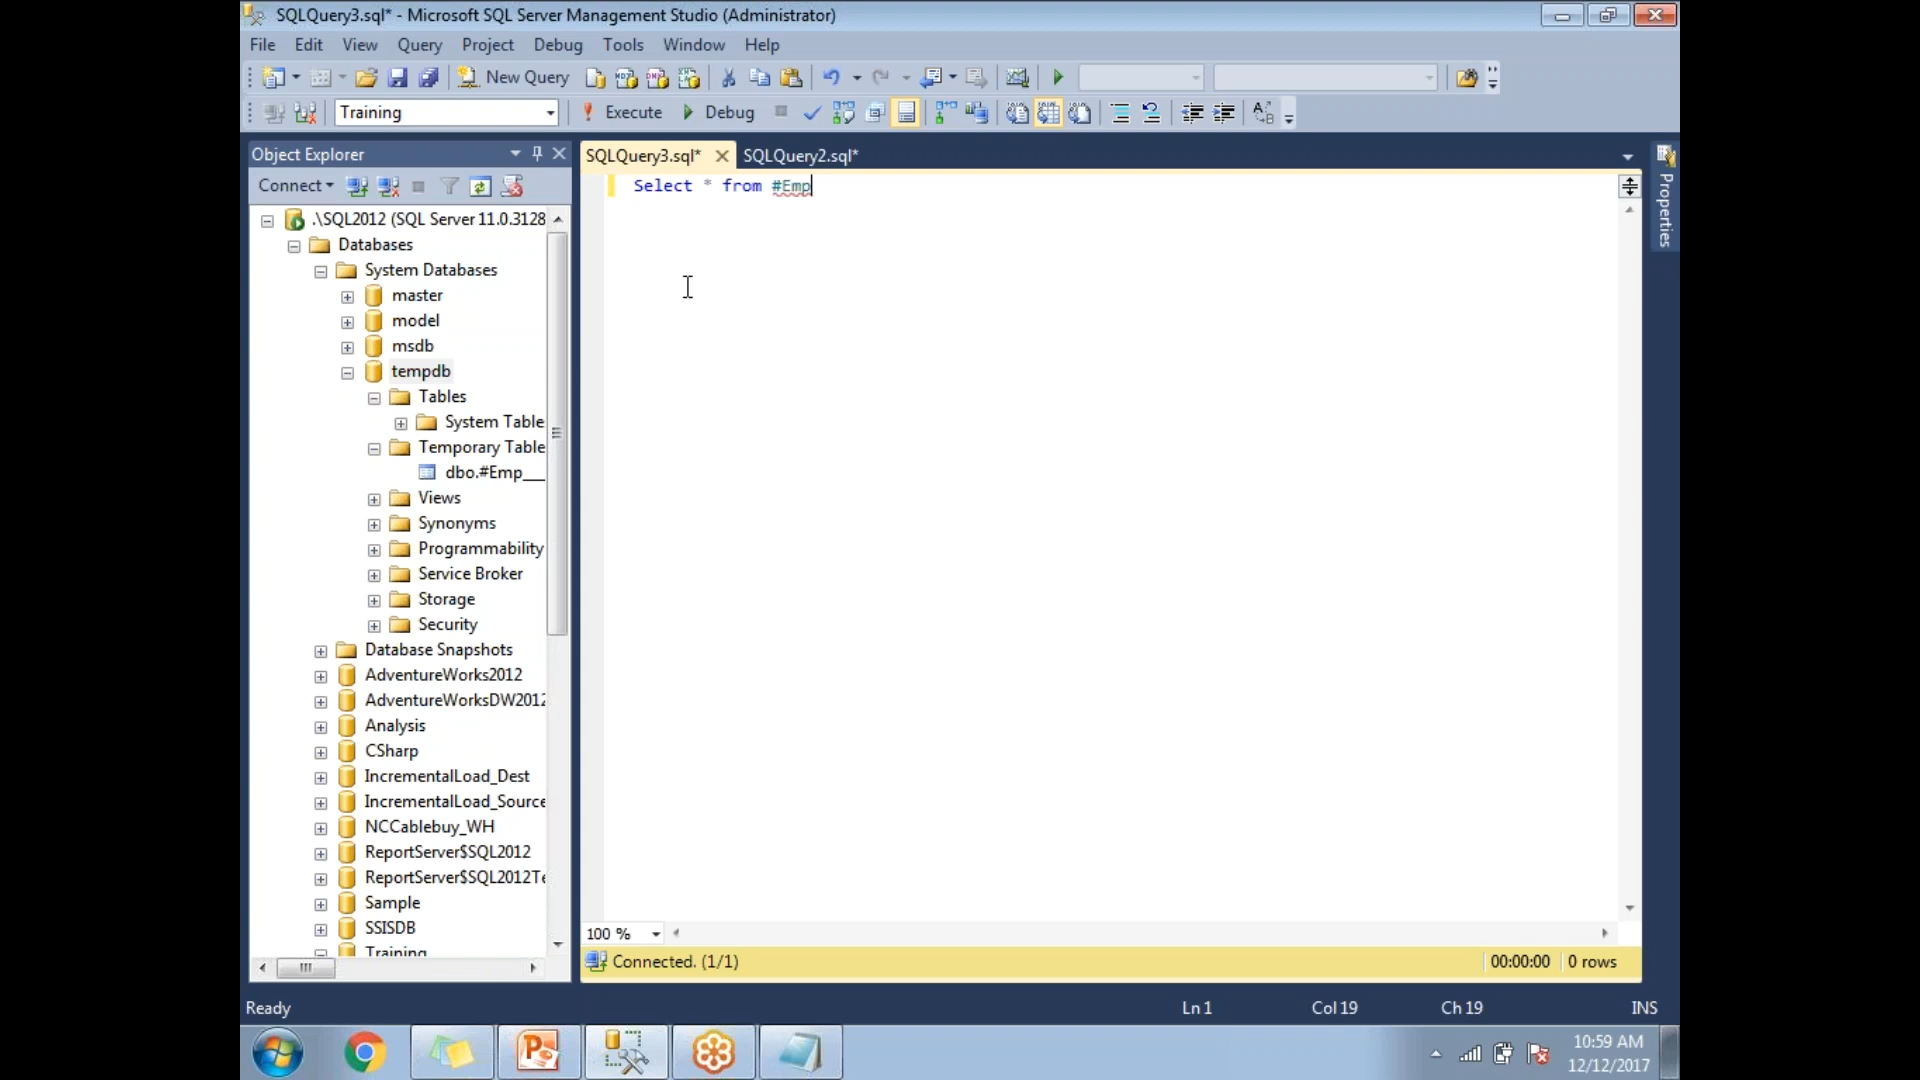 SQLQuery3.sql* - Microsoft SQL Server Management Studio (Administrator)
File Edit View Query Project Debug Tools Window Help
New Query
Training Execute Debug
Object Explorer
Connect
.\SQL2012 (SQL Server 11.0.3128
Databases
System Databases
master
model
msdb
tempdb
Tables
System Table
Temporary Table
dbo.#Emp___
Views
Synonyms
Programmability
Service Broker
Storage
Security
Database Snapshots
AdventureWorks2012
AdventureWorksDW2012
Analysis
CSharp
IncrementalLoad_Dest
IncrementalLoad_Source
NCCablebuy_WH
ReportServer$SQL2012
ReportServer$SQL2012Te
Sample
SSISDB
Training
SQLQuery3.sql* SQLQuery2.sql*
Select * from #Emp
Properties
100 %
Connected. (1/1) 00:00:00 0 rows
Ready Ln 1 Col 19 Ch 19 INS
10:59 AM
12/12/2017